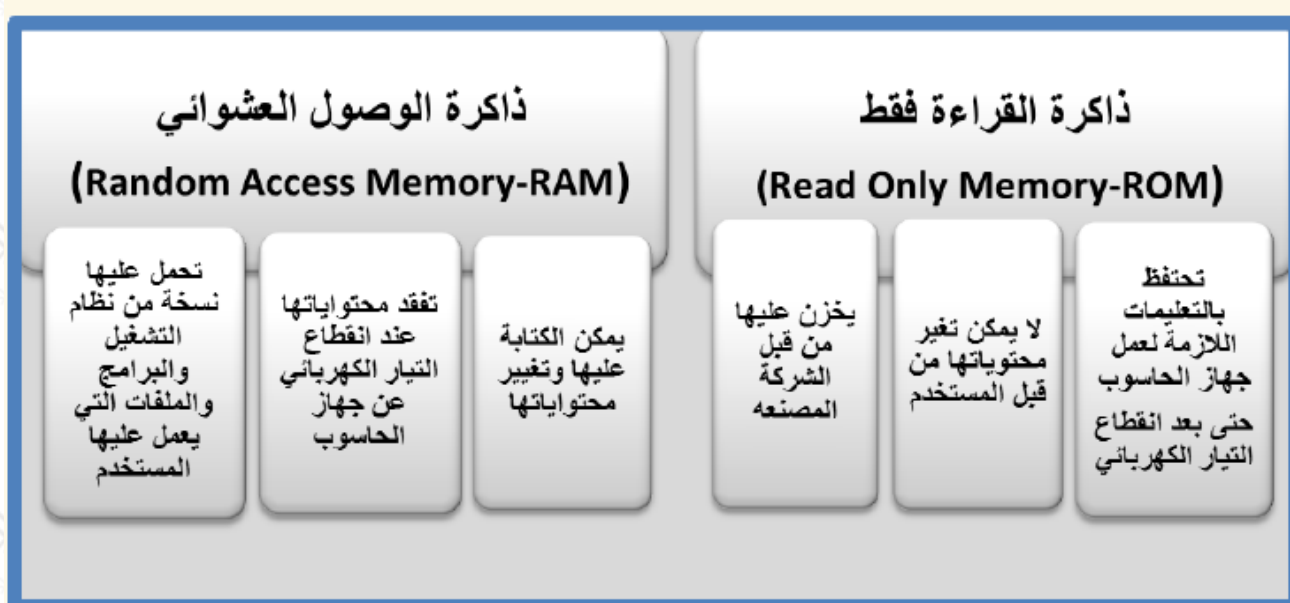 ذاكرة القراءة فقط
(Read Only Memory-ROM)
تحتفظ
بالتعليمات
اللازمة لعمل
جهاز الحاسوب
حتى بعد انقطاع
التيار الكهربائي
لا يمكن تغير
محتوياتها من
قبل المستخدم
يخزن عليها
من قبل
الشركة
المصنعه
ذاكرة الوصول العشوائي
(Random Access Memory-RAM)
يمكن الكتابة
عليها وتغيير
محتواياتها
تفقد محتواياتها
عند انقطاع
التيار الكهربائي
عن جهاز
الحاسوب
تحمل عليها
نسخة من نظام
التشغيل
والبرامج
والملفات التي
يعمل عليها
المستخدم